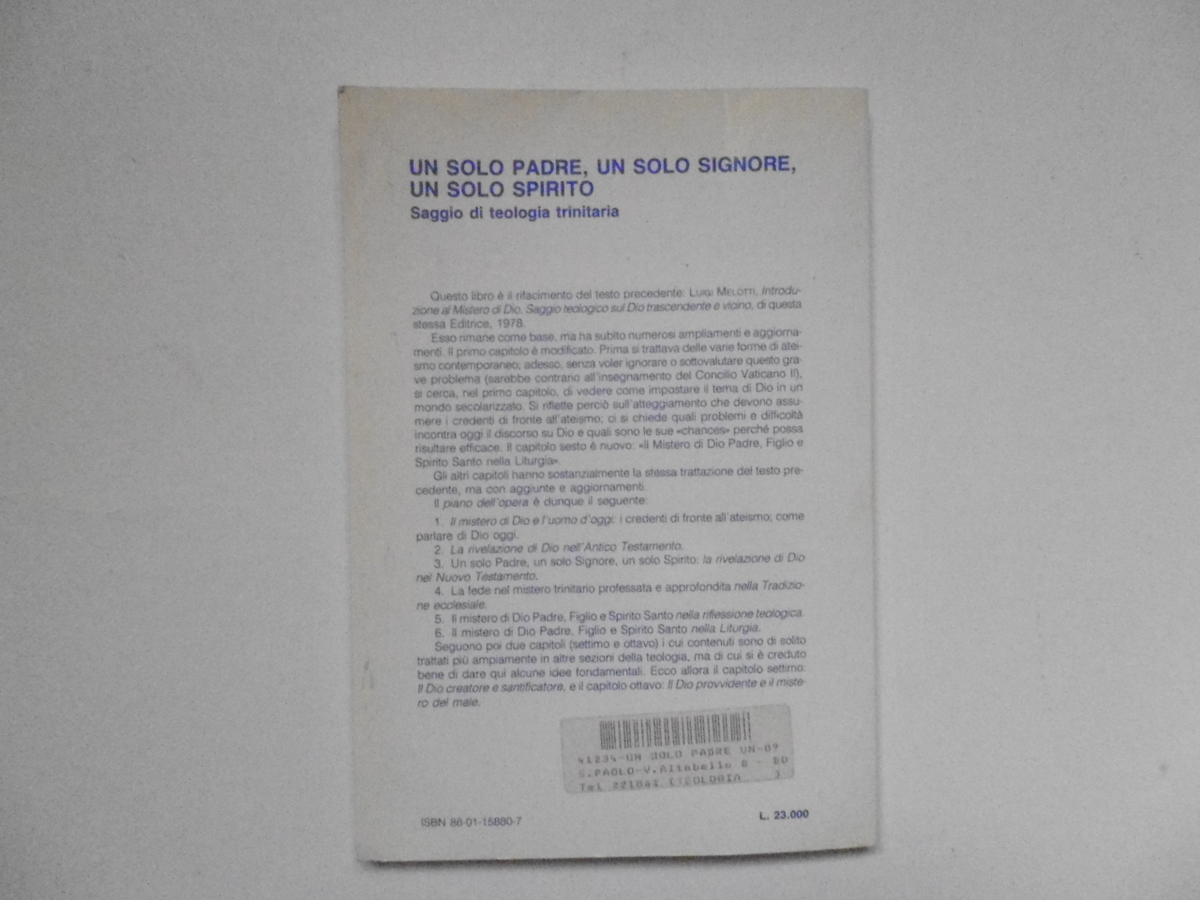 UN SOLO PADRE, UN SOLO SIGNORE,
UN SOLO SPIRITO
Saggio di teologia trinitaria
Questo libro è il rifacimento del testo precedente: LUIGI MELOTTI, Introdu-
zione al Mistero di Dio. Saggio teologico sul Dio trascendente e vicino, di questa
stessa Editrice, 1978.
Esso rimane come base, ma ha subito numerosi ampliamenti e aggiorna-
menti. Il primo capitolo è modificato. Prima si trattava delle varie forme di atei-
smo contemporaneo; adesso, senza voler ignorare o sottovalutare questo gra-
ve problema (sarebbe contrario all'insegnamento del Concilio Vaticano II),
si cerca, nel primo capitolo, di vedere come impostare il tema di Dio in un
mondo secolarizzato. Si riflette perciò sull'atteggiamento che devono assu-
mere i credenti di fronte all'ateismo; ci si chiede quali problemi e difficoltà
incontra oggi il discorso su Dio e quali sono le sue «chances» perché possa
risultare efficace. Il capitolo sesto è nuovo: «Il Mistero di Dio Padre, Figlio e
Spirito Santo nella Liturgia».
Gli altri capitoli hanno sostanzialmente la stessa trattazione del testo pre-
cedente, ma con aggiunte e aggiornamenti.
Il piano dell'opera è dunque il seguente:
1. Il mistero di Dio e l'uomo d'oggi: i credenti di fronte all'ateismo; come
parlare di Dio oggi.
2. La rivelazione di Dio nell'Antico Testamento.
3. Un solo Padre, un solo Signore, un solo Spirito: la rivelazione di Dio
nel Nuovo Testamento.
4. La fede nel mistero trinitario professata e approfondita nella Tradizio-
ne ecclesiale.
5. Il mistero di Dio Padre, Figlio e Spirito Santo nella riflessione teologica.
6. Il mistero di Dio Padre, Figlio e Spirito Santo nella Liturgia.
Seguono poi due capitoli (settimo e ottavo) i cui contenuti sono di solito
trattati più ampiamente in altre sezioni della teologia, ma di cui si è creduto
bene di dare qui alcune idee fondamentali. Ecco allora il capitolo settimo:
Il Dio creatore e santificatore, e il capitolo ottavo: Il Dio provvidente e il miste-
ro del male.
41234-UN SOLO PADRE UN-09
S.PAOLO-V.Altabella 8 - BO
Tel
ISBN 88-01-15880-7
L. 23.000